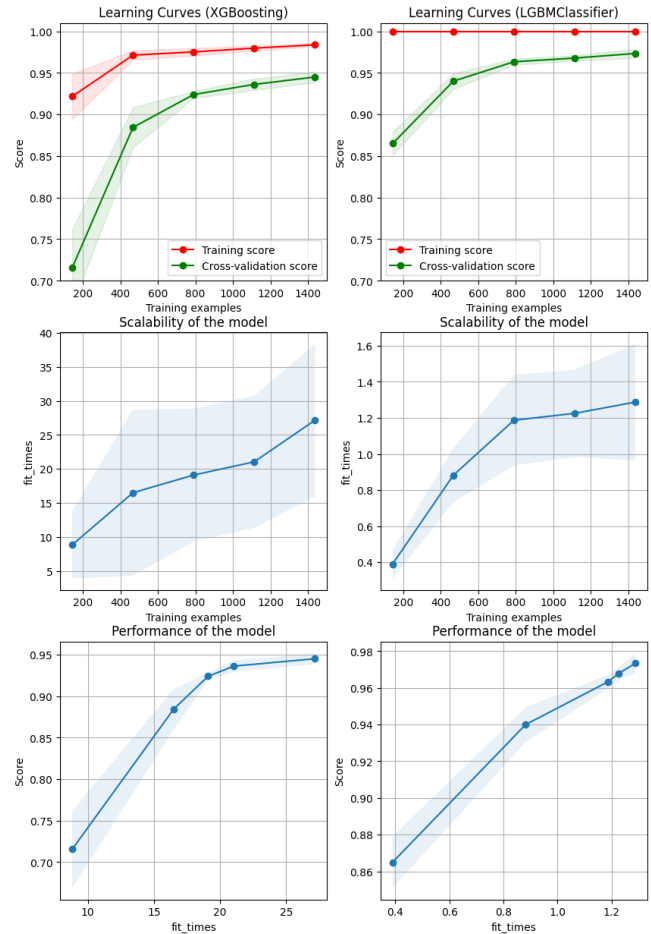 Learning Curves (XGBoosting)
1.00
0.95
0.90
0.85
0.80
0.75
0.70
Score
Training score
Cross-validation score
200 400 600 800 1000 1200 1400
Training examples
Learning Curves (LGBMClassifier)
1.00
0.95
0.90
0.85
0.80
0.75
0.70
Score
Training score
Cross-validation score
200 400 600 800 1000 1200 1400
Training examples
Scalability of the model
40
35
30
25
20
15
10
5
fit_times
200 400 600 800 1000 1200 1400
Training examples
Scalability of the model
1.6
1.4
1.2
1.0
0.8
0.6
0.4
fit_times
200 400 600 800 1000 1200 1400
Training examples
Performance of the model
0.95
0.90
0.85
0.80
0.75
0.70
Score
10 15 20 25
fit_times
Performance of the model
0.98
0.96
0.94
0.92
0.90
0.88
0.86
Score
0.4 0.6 0.8 1.0 1.2
fit_times